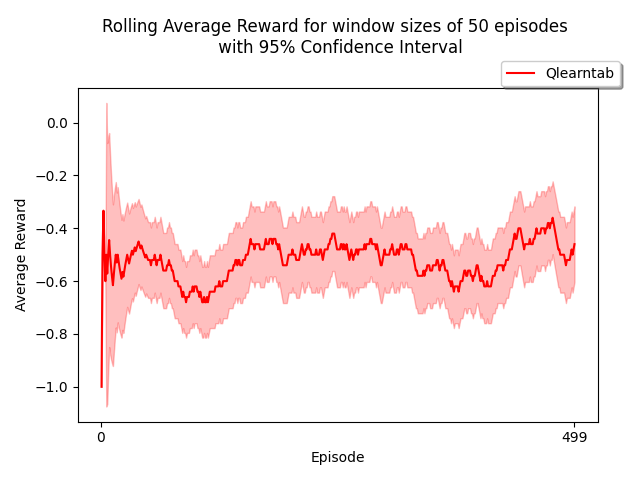 Rolling Average Reward for window sizes of 50 episodes
with 95% Confidence Interval
Qlearntab
0.0
−0.2
−0.4
−0.6
−0.8
−1.0
Average Reward
0 499
Episode